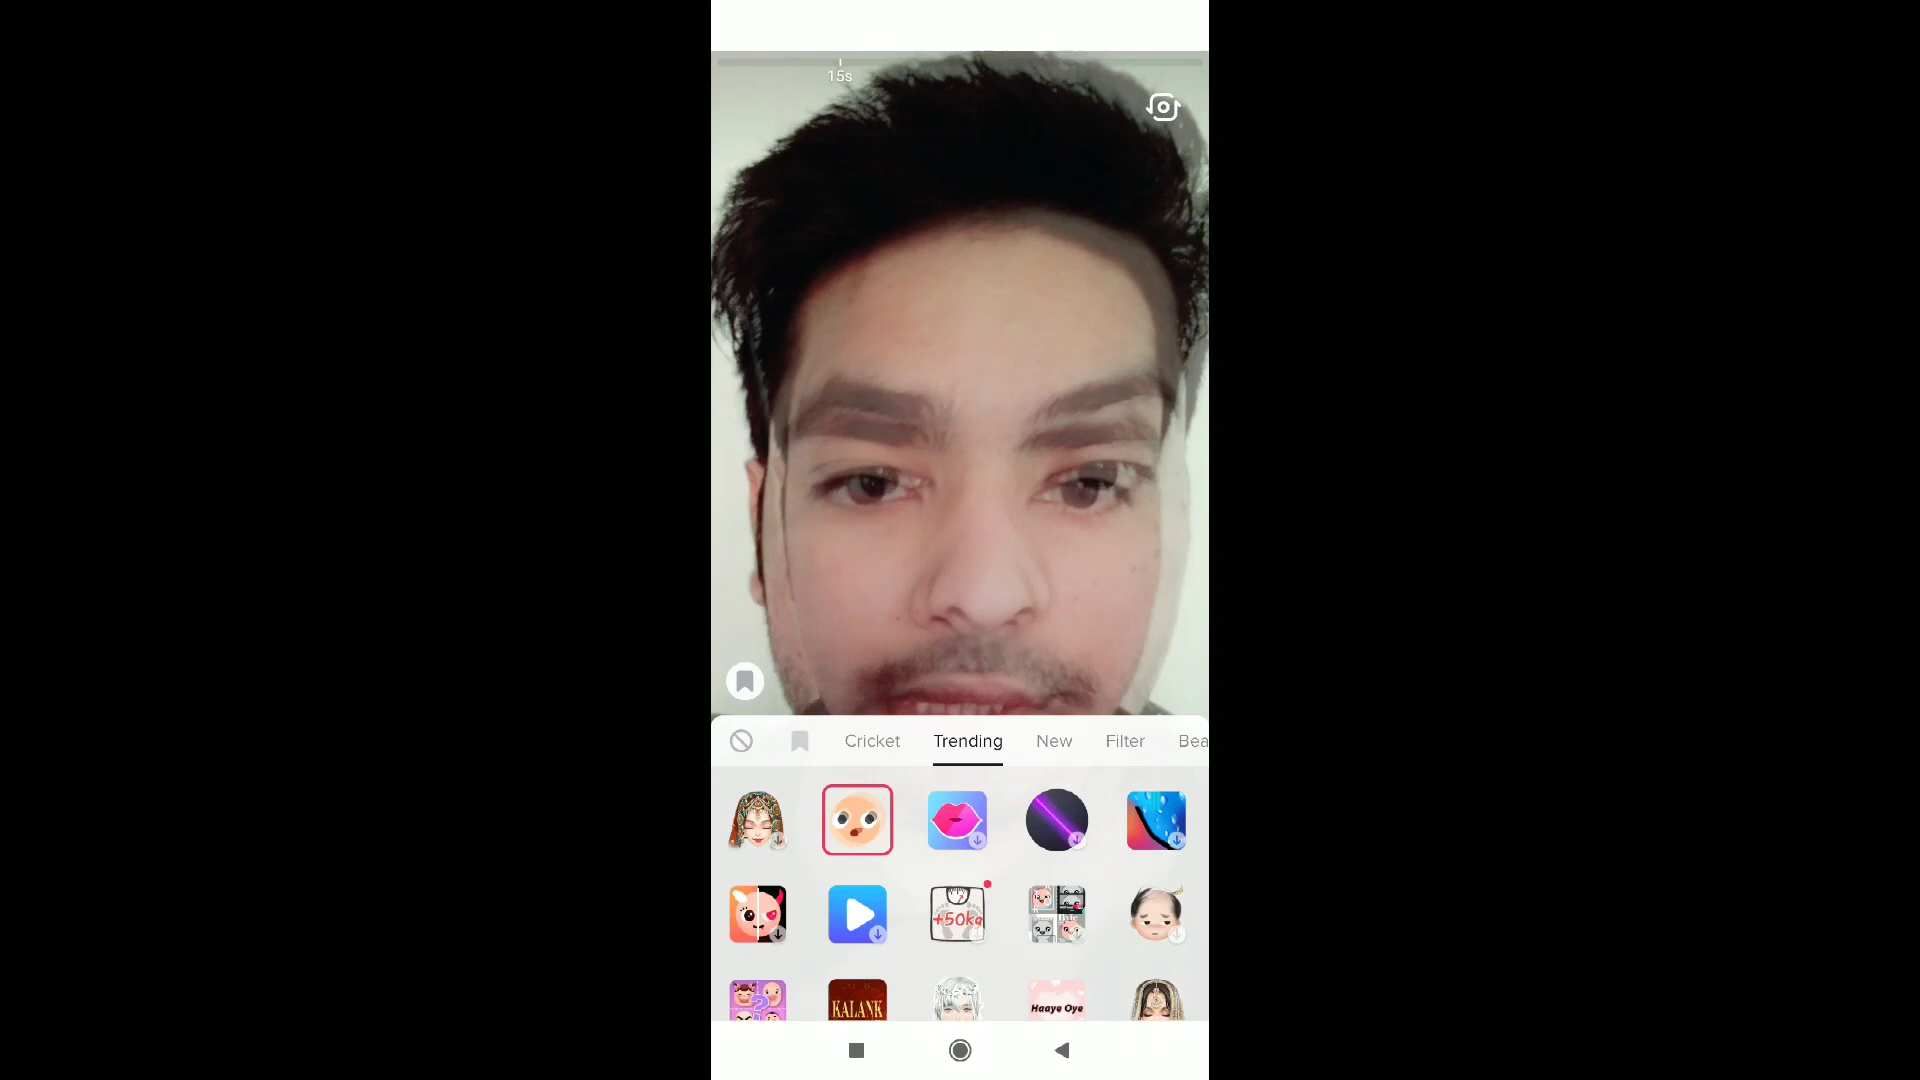 15s
Cricket Trending New Filter Bea
+50kg
KALANK
Haaye Oye